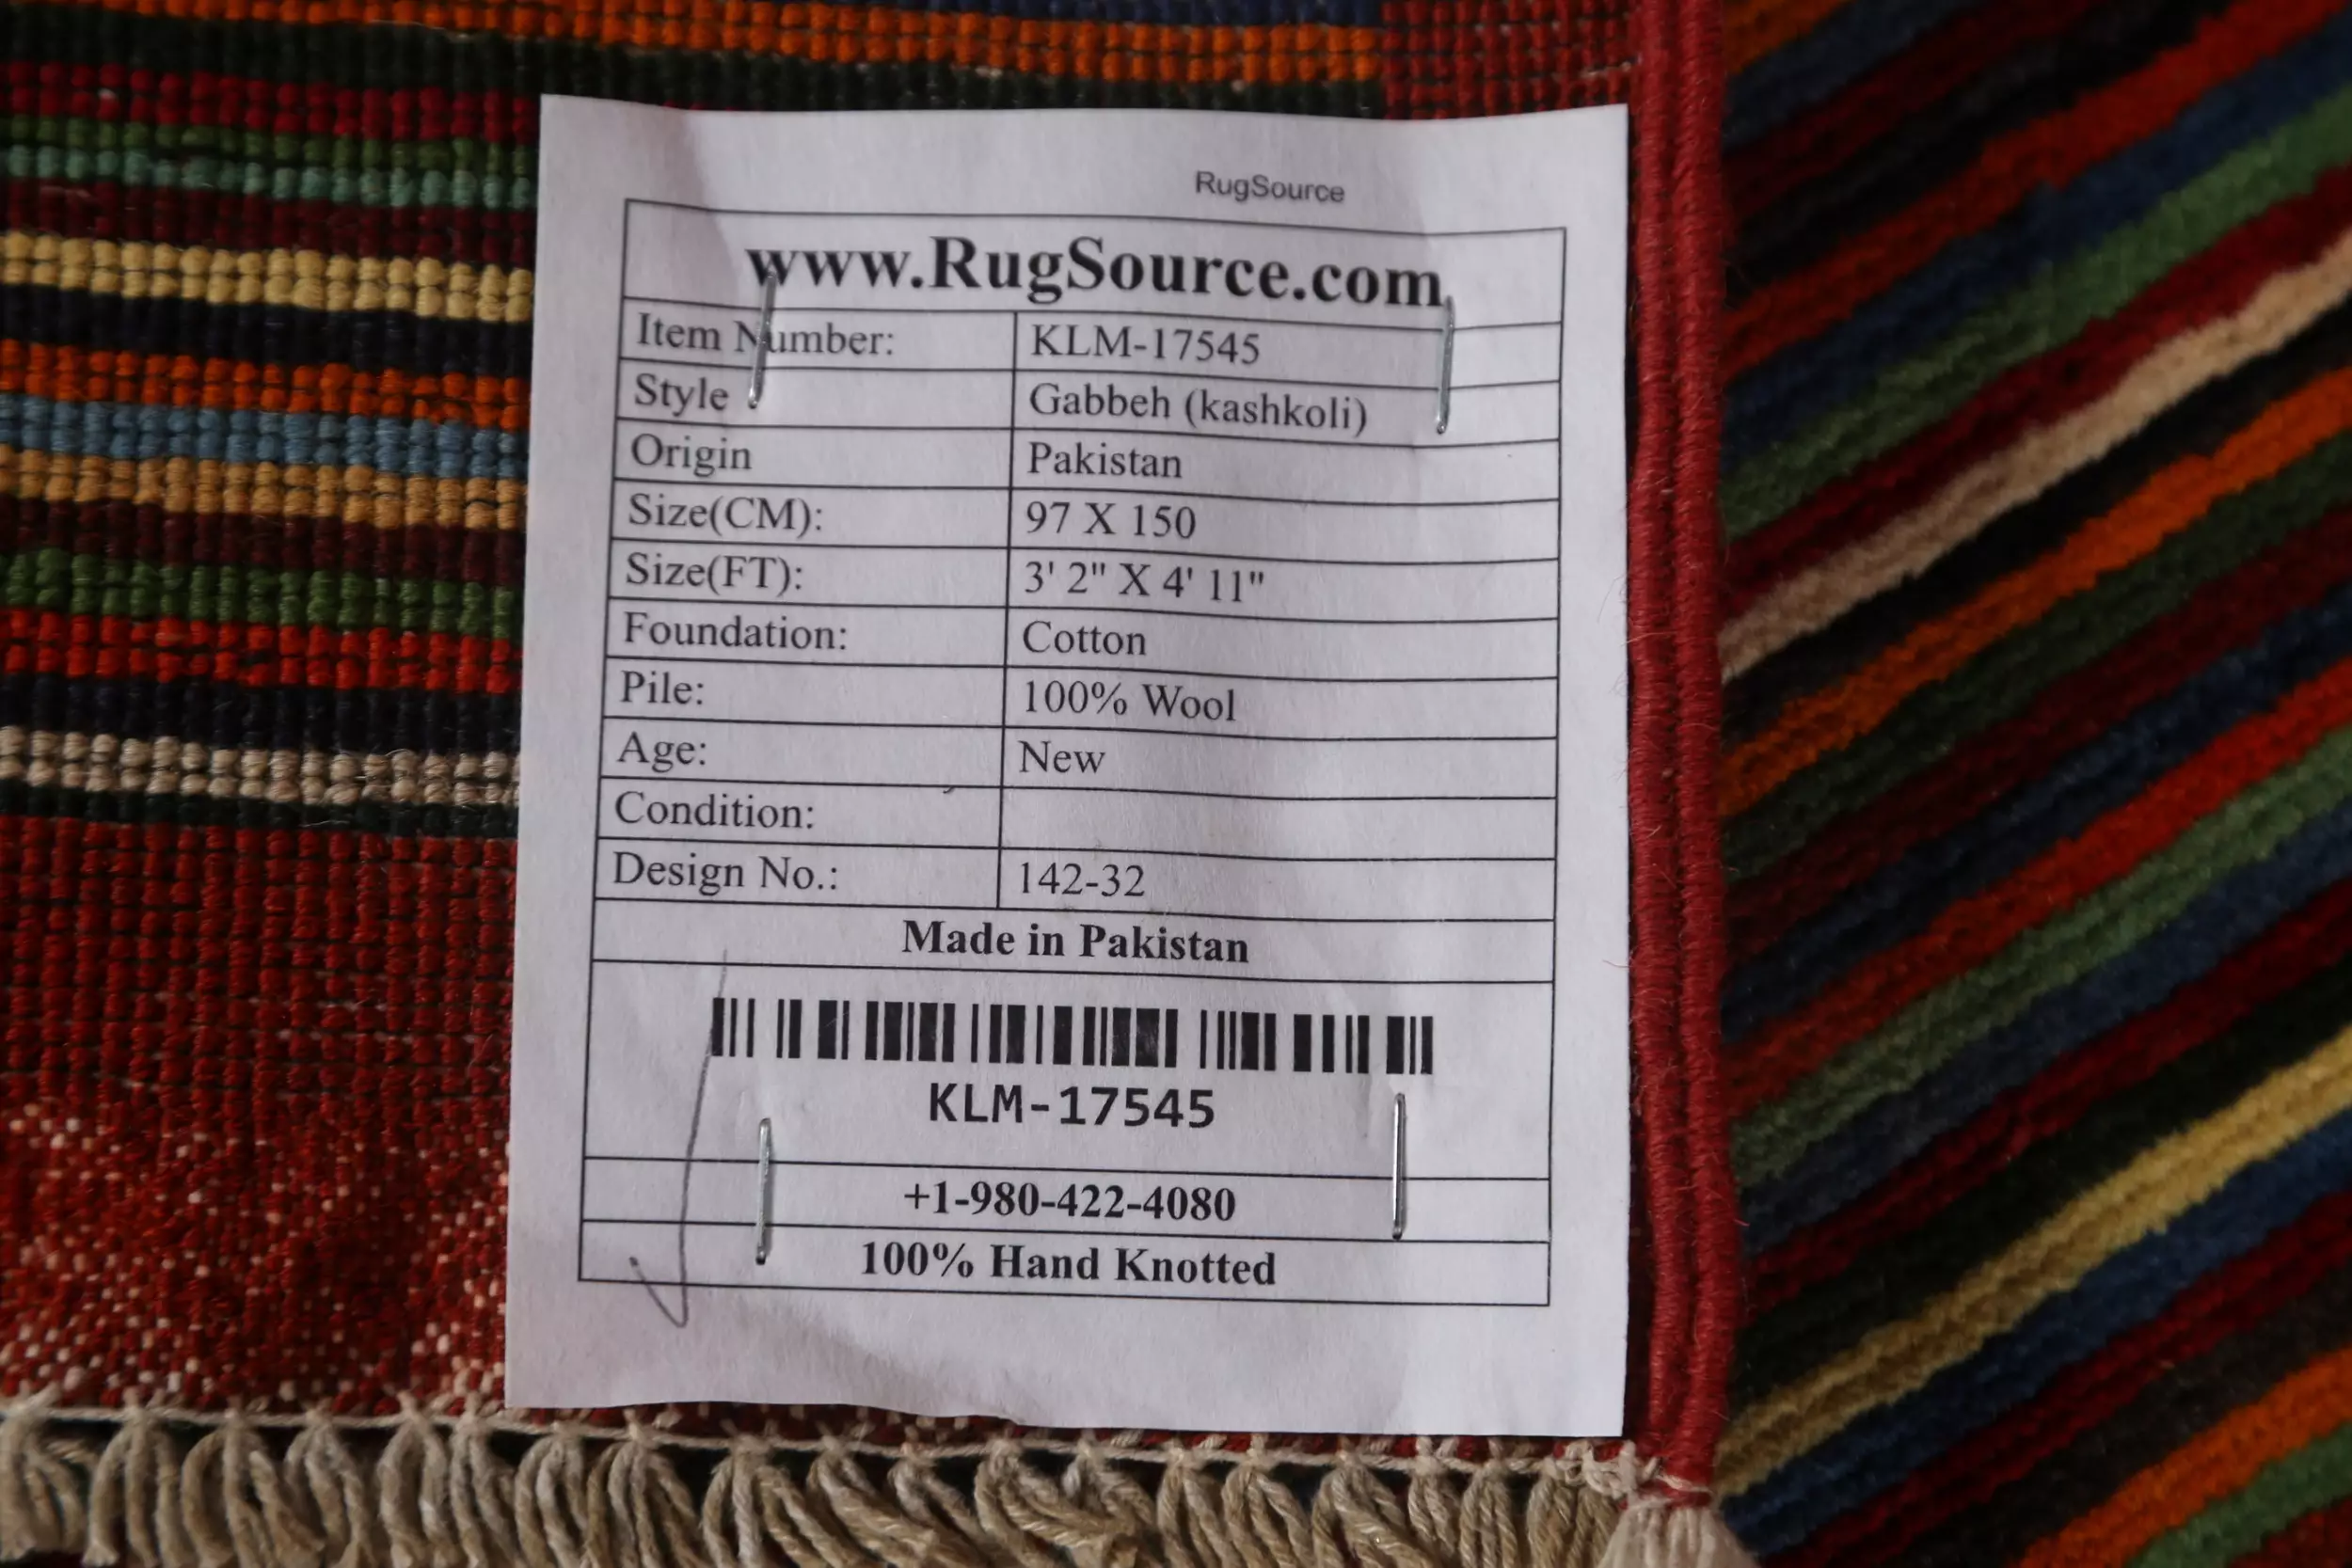 RugSource
www.RugSource.com
Item Number: KLM-17545
Style Gabbeh (kashkoli)
Origin Pakistan
Size(CM): 97 X 150
Size(FT): 3' 2" X 4' 11"
Foundation: Cotton
Pile: 100% Wool
Age: New
Condition:
Design No.: 142-32
Made in Pakistan
KLM-17545
+1-980-422-4080
100% Hand Knotted